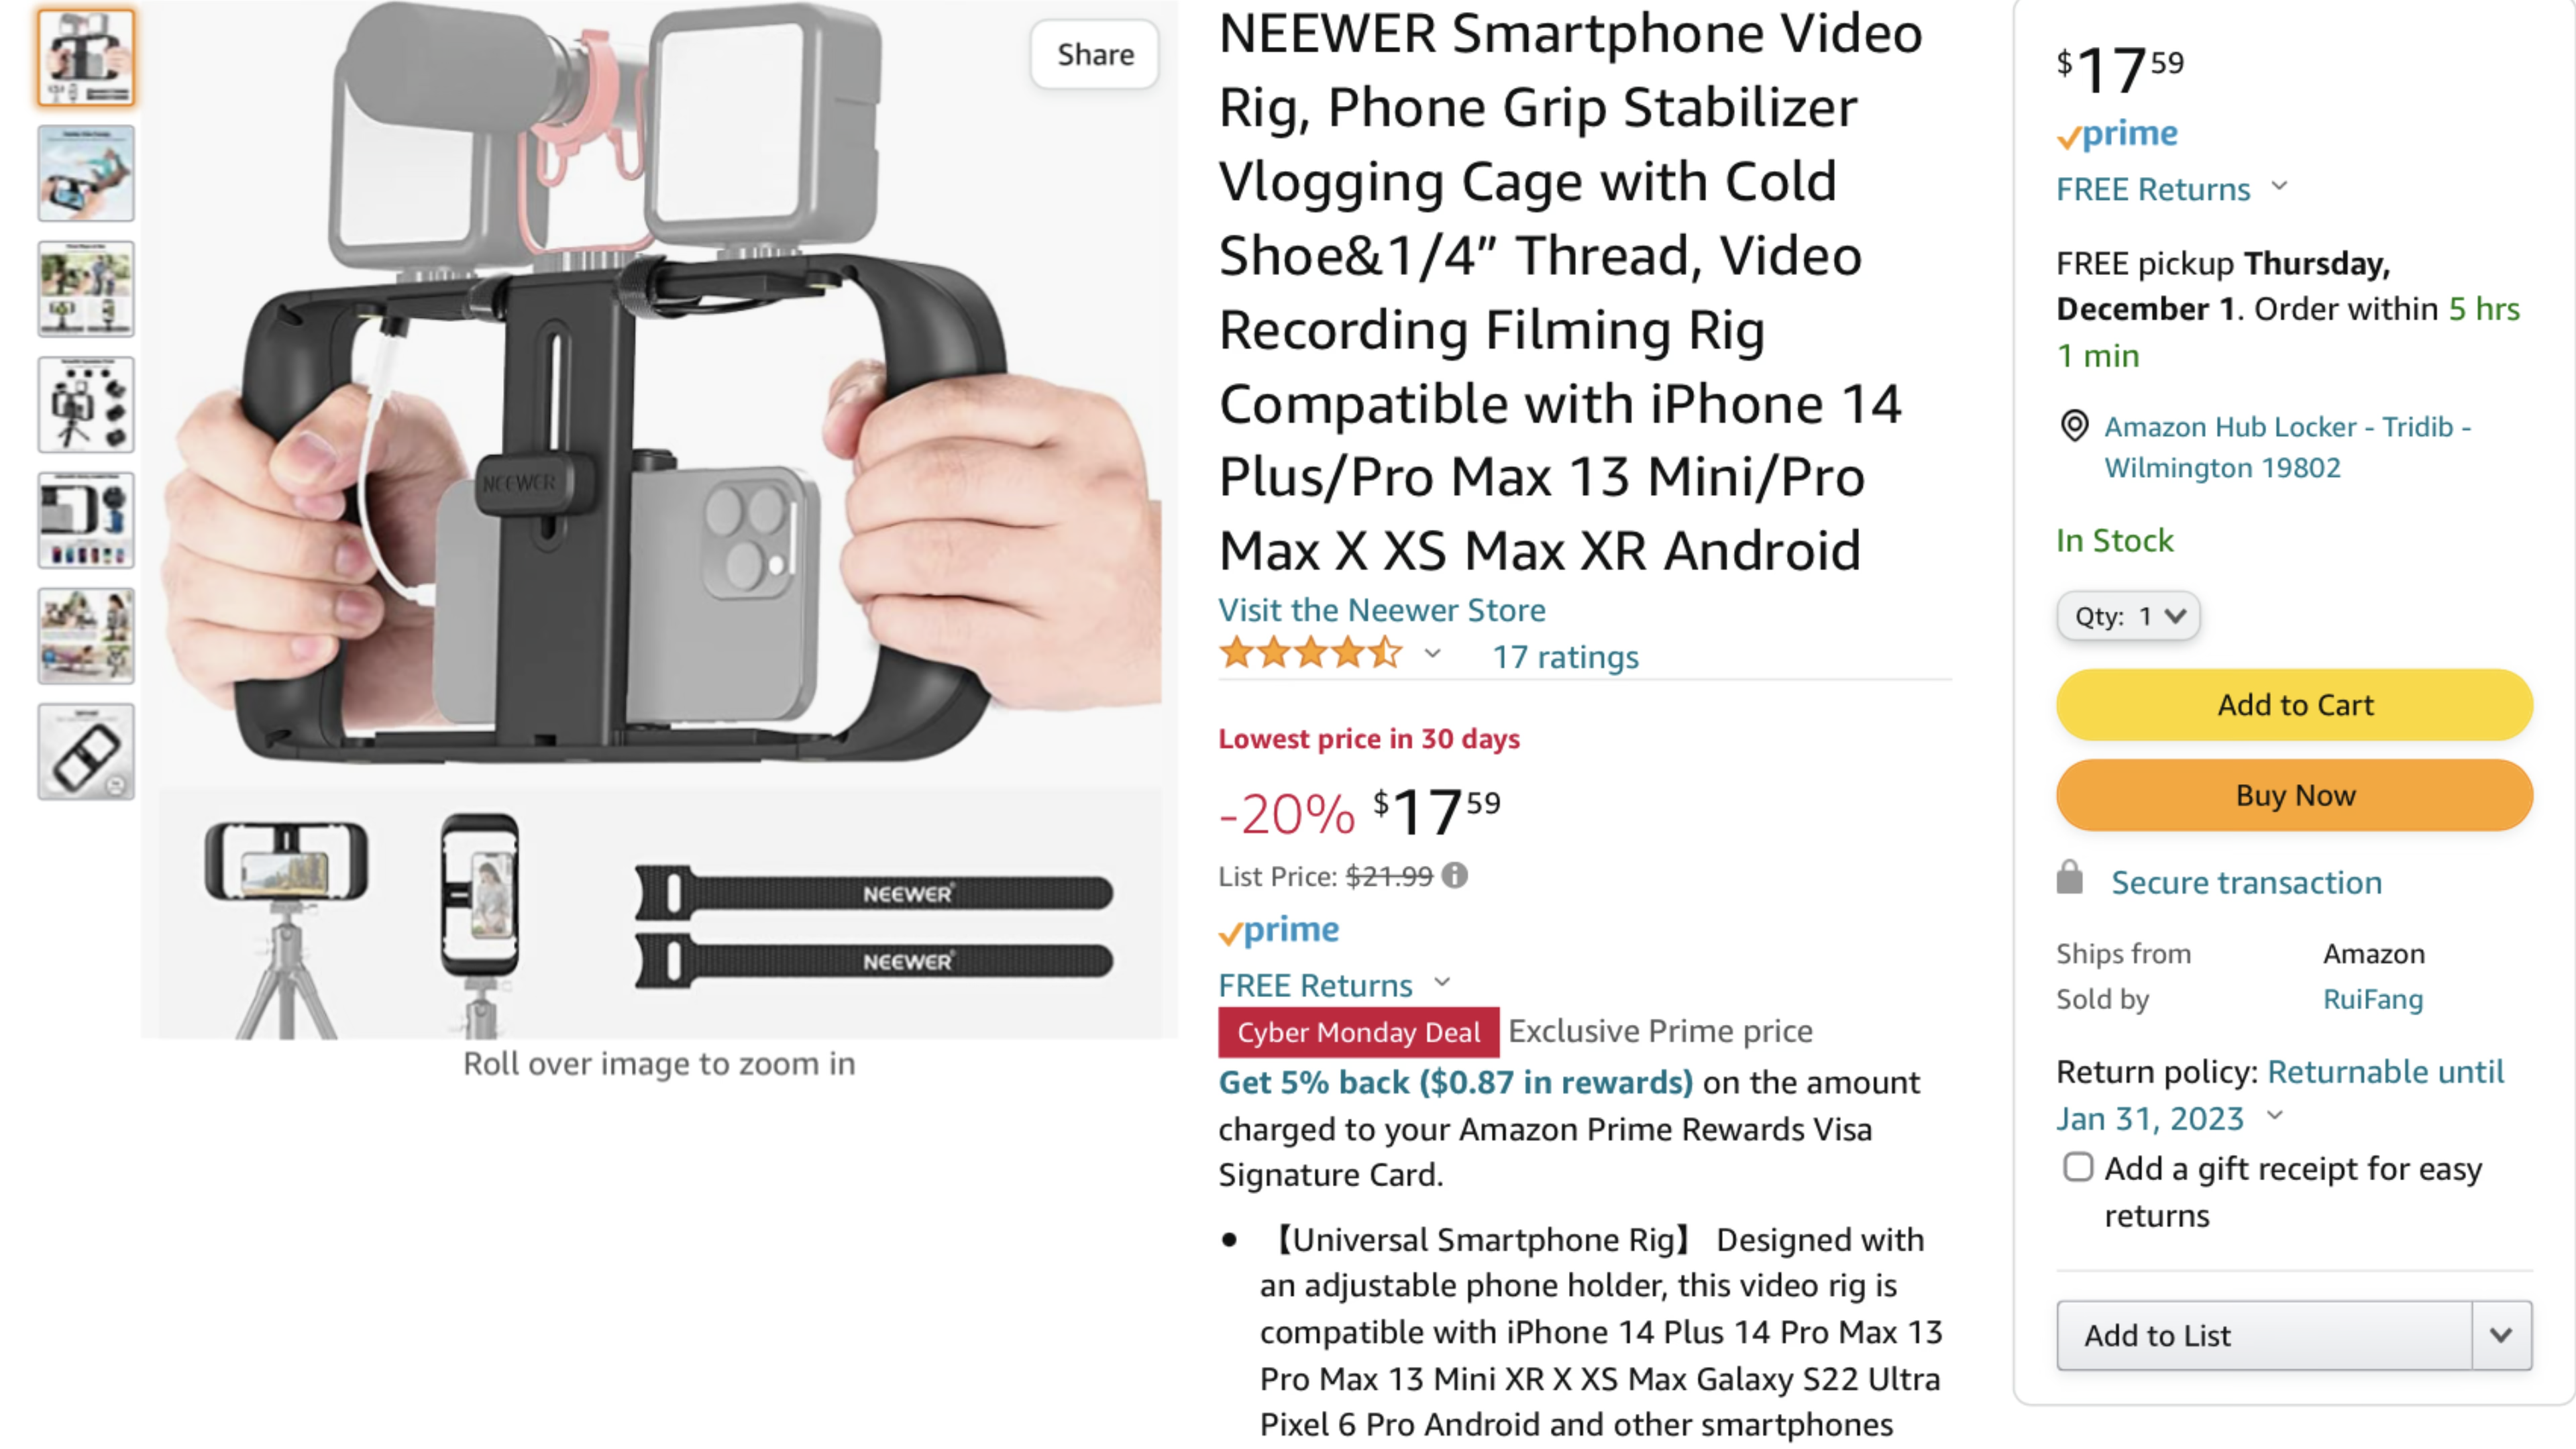 Share
NEEWER
NEEWER®
NEEWER®
Roll over image to zoom in
NEEWER Smartphone Video
Rig, Phone Grip Stabilizer
Vlogging Cage with Cold
Shoe&1/4” Thread, Video
Recording Filming Rig
Compatible with iPhone 14
Plus/Pro Max 13 Mini/Pro
Max X XS Max XR Android
Visit the Neewer Store
17 ratings
Lowest price in 30 days
-20% $17 59
List Price: $21.99
prime
FREE Returns
Cyber Monday Deal Exclusive Prime price
Get 5% back ($0.87 in rewards) on the amount
charged to your Amazon Prime Rewards Visa
Signature Card.
• 【Universal Smartphone Rig】 Designed with
an adjustable phone holder, this video rig is
compatible with iPhone 14 Plus 14 Pro Max 13
Pro Max 13 Mini XR X XS Max Galaxy S22 Ultra
Pixel 6 Pro Android and other smartphones
$17 59
prime
FREE Returns
FREE pickup Thursday,
December 1. Order within 5 hrs
1 min
Amazon Hub Locker - Tridib -
Wilmington 19802
In Stock
Qty: 1
Add to Cart
Buy Now
Secure transaction
Ships from Amazon
Sold by RuiFang
Return policy: Returnable until
Jan 31, 2023
Add a gift receipt for easy
returns
Add to List